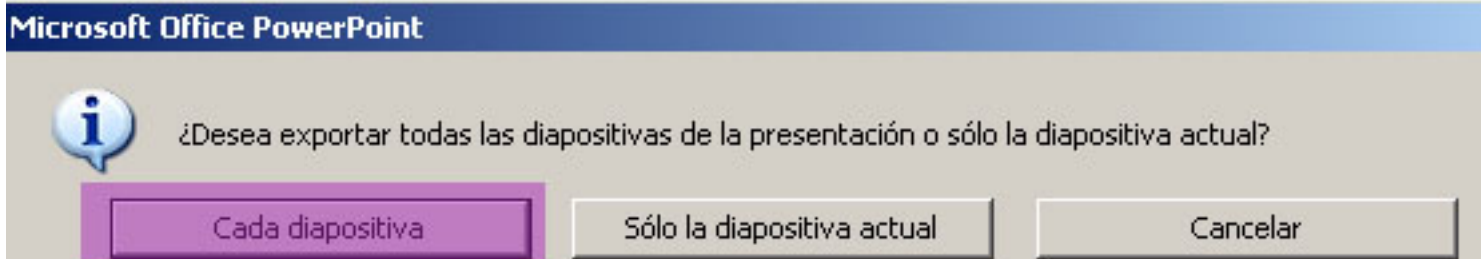 Microsoft Office PowerPoint
¿Desea exportar todas las diapositivas de la presentación o sólo la diapositiva actual?
Cada diapositiva Sólo la diapositiva actual Cancelar